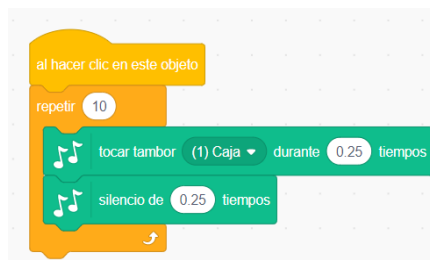 al hacer clic en este objeto
repetir 10
tocar tambor (1) Caja durante 0.25 tiempos
silencio de 0.25 tiempos